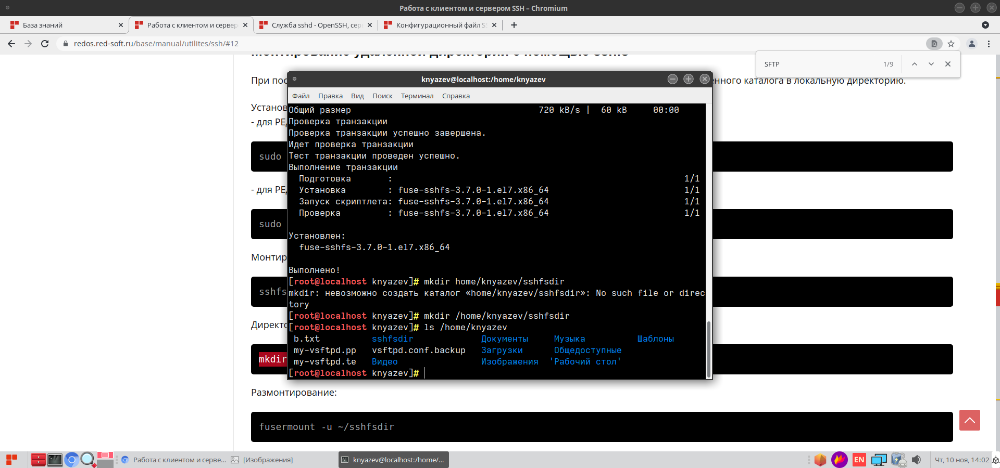 Работа с клиентом и сервером SSH – Chromium
База знаний
Работа с клиентом и сервер
Служба sshd - OpenSSH, сер
Конфигурационный файл S
redos.red-soft.ru/base/manual/utilites/ssh/#12
SFTP 1/9
При пос
енного каталога в локальную директорию.
Установ
- для РЕД
sudo
- для РЕД
sudo
Монтир
sshfs
Директо
mkdir
Размонтирование:
fusermount -u ~/sshfsdir
knyazev@localhost:/home/knyazev
Файл Правка Вид Поиск Терминал Справка
Общий размер 720 kB/s | 60 kB 00:00
Проверка транзакции
Проверка транзакции успешно завершена.
Идет проверка транзакции
Тест транзакции проведен успешно.
Выполнение транзакции
Подготовка : 1/1
Установка : fuse-sshfs-3.7.0-1.el7.x86_64 1/1
Запуск скриптлета: fuse-sshfs-3.7.0-1.el7.x86_64 1/1
Проверка : fuse-sshfs-3.7.0-1.el7.x86_64 1/1
Установлен:
fuse-sshfs-3.7.0-1.el7.x86_64
Выполнено!
[root@localhost knyazev]# mkdir home/knyazev/sshfsdir
mkdir: невозможно создать каталог «home/knyazev/sshfsdir»: No such file or direc
tory
[root@localhost knyazev]# mkdir /home/knyazev/sshfsdir
[root@localhost knyazev]# ls /home/knyazev
b.txt sshfsdir Документы Музыка Шаблоны
my-vsftpd.pp vsftpd.conf.backup Загрузки Общедоступные
my-vsftpd.te Видео Изображения 'Рабочий стол'
[root@localhost knyazev]#
Работа с клиентом и серве...
[Изображения]
knyazev@localhost:/home/...
EN
Чт, 10 ноя, 14:02